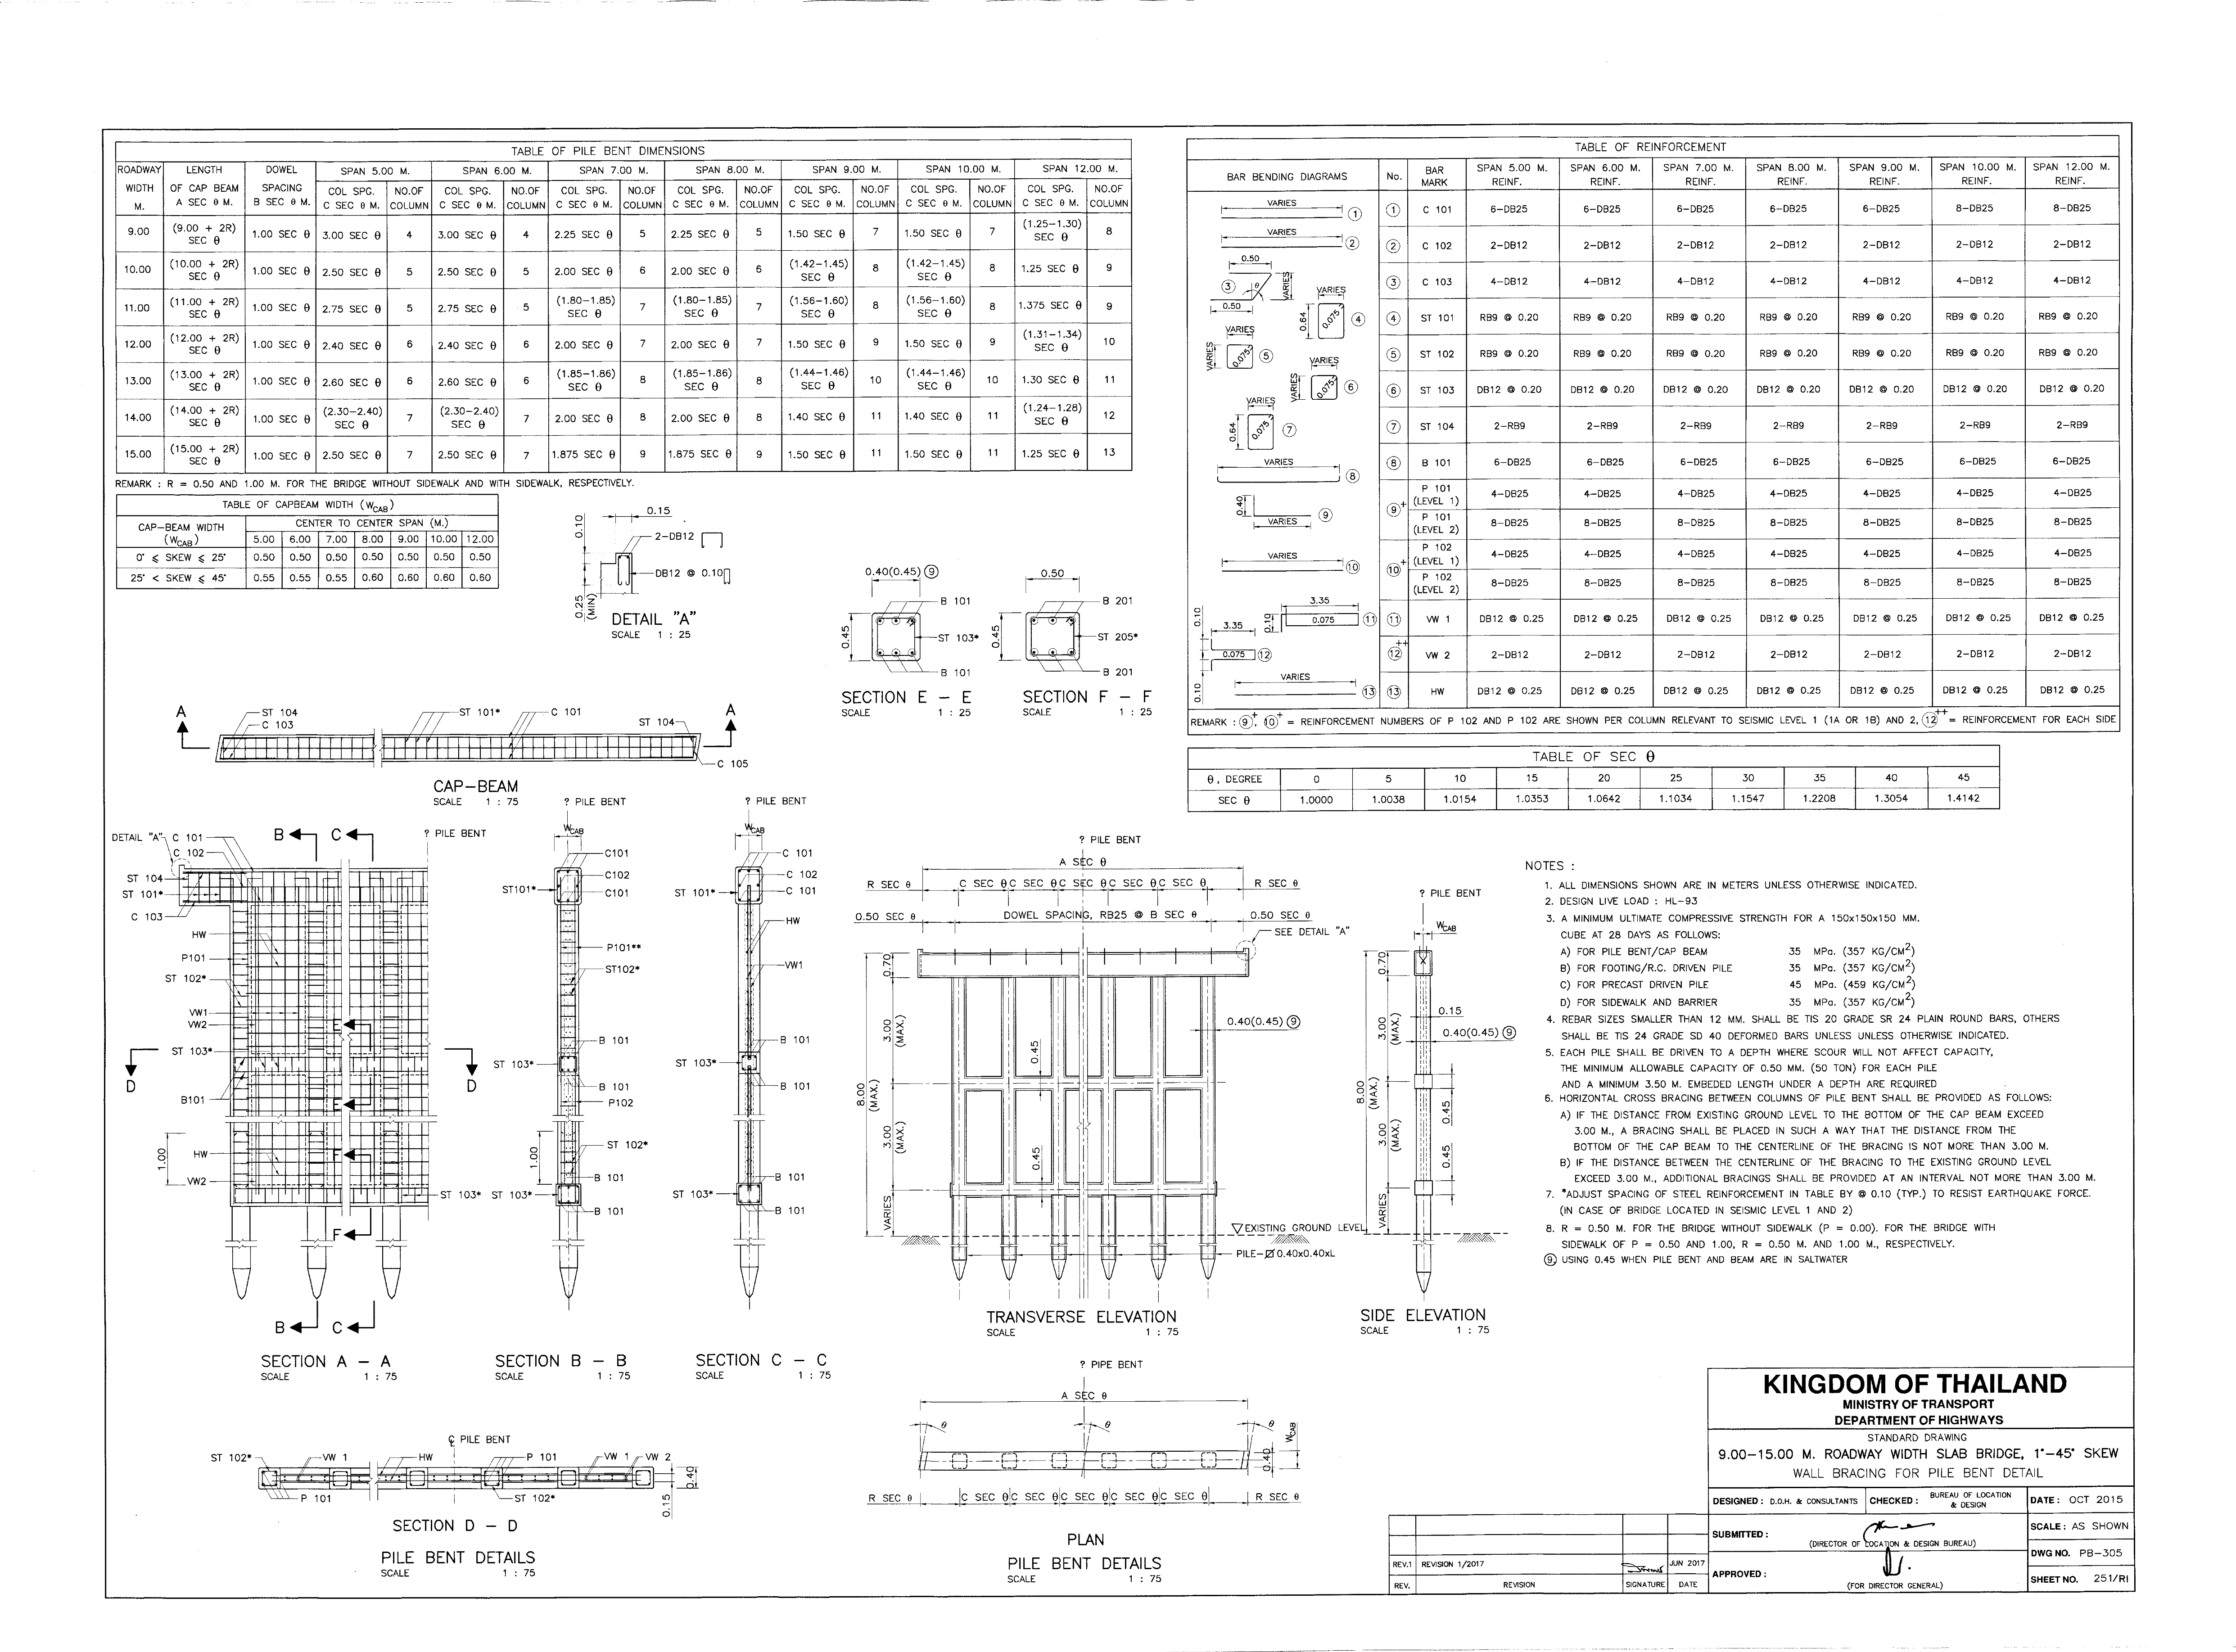 TABLE OF PILE BENT DIMENSIONS
ROADWAY WIDTH M. LENGTH OF CAP BEAM A SEC θ M. DOWEL SPACING B SEC θ M. SPAN 5.00 M. SPAN 6.00 M. SPAN 7.00 M. SPAN 8.00 M. SPAN 9.00 M. SPAN 10.00 M. SPAN 12.00 M.
COL SPG. C SEC θ M. NO.OF COLUMN COL SPG. C SEC θ M. NO.OF COLUMN COL SPG. C SEC θ M. NO.OF COLUMN COL SPG. C SEC θ M. NO.OF COLUMN COL SPG. C SEC θ M. NO.OF COLUMN COL SPG. C SEC θ M. NO.OF COLUMN COL SPG. C SEC θ M. NO.OF COLUMN
9.00 (9.00 + 2R) SEC θ 1.00 SEC θ 3.00 SEC θ 4 3.00 SEC θ 4 2.25 SEC θ 5 2.25 SEC θ 5 1.50 SEC θ 7 1.50 SEC θ 7 (1.25-1.30) SEC θ 8
10.00 (10.00 + 2R) SEC θ 1.00 SEC θ 2.50 SEC θ 5 2.50 SEC θ 5 2.00 SEC θ 6 2.00 SEC θ 6 (1.42-1.45) SEC θ 8 (1.42-1.45) SEC θ 8 1.25 SEC θ 9
11.00 (11.00 + 2R) SEC θ 1.00 SEC θ 2.75 SEC θ 5 2.75 SEC θ 5 (1.80-1.85) SEC θ 7 (1.80-1.85) SEC θ 7 (1.56-1.60) SEC θ 8 (1.56-1.60) SEC θ 8 1.375 SEC θ 9
12.00 (12.00 + 2R) SEC θ 1.00 SEC θ 2.40 SEC θ 6 2.40 SEC θ 6 2.00 SEC θ 7 2.00 SEC θ 7 1.50 SEC θ 9 1.50 SEC θ 9 (1.31-1.34) SEC θ 10
13.00 (13.00 + 2R) SEC θ 1.00 SEC θ 2.60 SEC θ 6 2.60 SEC θ 6 (1.85-1.86) SEC θ 8 (1.85-1.86) SEC θ 8 (1.44-1.46) SEC θ 10 (1.44-1.46) SEC θ 10 1.30 SEC θ 11
14.00 (14.00 + 2R) SEC θ 1.00 SEC θ (2.30-2.40) SEC θ 7 (2.30-2.40) SEC θ 7 2.00 SEC θ 8 2.00 SEC θ 8 1.40 SEC θ 11 1.40 SEC θ 11 (1.24-1.28) SEC θ 12
15.00 (15.00 + 2R) SEC θ 1.00 SEC θ 2.50 SEC θ 7 2.50 SEC θ 7 1.875 SEC θ 9 1.875 SEC θ 9 1.50 SEC θ 11 1.50 SEC θ 11 1.25 SEC θ 13
REMARK : R = 0.50 AND 1.00 M. FOR THE BRIDGE WITHOUT SIDEWALK AND WITH SIDEWALK, RESPECTIVELY.
TABLE OF CAPBEAM WIDTH (WCAB)
CAP-BEAM WIDTH (WCAB) CENTER TO CENTER SPAN (M.)
5.00 6.00 7.00 8.00 9.00 10.00 12.00
0° ⩽ SKEW ⩽ 25° 0.50 0.50 0.50 0.50 0.50 0.50 0.50
25° < SKEW ⩽ 45° 0.55 0.55 0.55 0.60 0.60 0.60 0.60
0.15
0.10
2-DB12
DB12 @ 0.10
0.25 (MIN)
DETAIL "A"
SCALE 1 : 25
0.40(0.45) 9
B 101
0.45
ST 103*
B 101
SECTION E - E
SCALE 1 : 25
0.50
B 201
0.45
ST 205*
B 201
SECTION F - F
SCALE 1 : 25
TABLE OF REINFORCEMENT
BAR BENDING DIAGRAMS No. BAR MARK SPAN 5.00 M. REINF. SPAN 6.00 M. REINF. SPAN 7.00 M. REINF. SPAN 8.00 M. REINF. SPAN 9.00 M. REINF. SPAN 10.00 M. REINF. SPAN 12.00 M. REINF.
VARIES 1
VARIES 2
0.50 3 θ VARIES 0.50
VARIES 0.64 0.075 4
VARIES VARIES 0.075 5
VARIES VARIES 0.075 6
VARIES 0.64 0.075 7
VARIES 8
0.40 VARIES 9
VARIES 10
3.35 0.10 0.075 11
0.10 3.35 0.075 12 0.10
VARIES 13
1 C 101 6-DB25 6-DB25 6-DB25 6-DB25 6-DB25 8-DB25 8-DB25
2 C 102 2-DB12 2-DB12 2-DB12 2-DB12 2-DB12 2-DB12 2-DB12
3 C 103 4-DB12 4-DB12 4-DB12 4-DB12 4-DB12 4-DB12 4-DB12
4 ST 101 RB9 @ 0.20 RB9 @ 0.20 RB9 @ 0.20 RB9 @ 0.20 RB9 @ 0.20 RB9 @ 0.20 RB9 @ 0.20
5 ST 102 RB9 @ 0.20 RB9 @ 0.20 RB9 @ 0.20 RB9 @ 0.20 RB9 @ 0.20 RB9 @ 0.20 RB9 @ 0.20
6 ST 103 DB12 @ 0.20 DB12 @ 0.20 DB12 @ 0.20 DB12 @ 0.20 DB12 @ 0.20 DB12 @ 0.20 DB12 @ 0.20
7 ST 104 2-RB9 2-RB9 2-RB9 2-RB9 2-RB9 2-RB9 2-RB9
8 B 101 6-DB25 6-DB25 6-DB25 6-DB25 6-DB25 6-DB25 6-DB25
9+ P 101 (LEVEL 1) 4-DB25 4-DB25 4-DB25 4-DB25 4-DB25 4-DB25 4-DB25
P 101 (LEVEL 2) 8-DB25 8-DB25 8-DB25 8-DB25 8-DB25 8-DB25 8-DB25
10+ P 102 (LEVEL 1) 4-DB25 4-DB25 4-DB25 4-DB25 4-DB25 4-DB25 4-DB25
P 102 (LEVEL 2) 8-DB25 8-DB25 8-DB25 8-DB25 8-DB25 8-DB25 8-DB25
11 VW 1 DB12 @ 0.25 DB12 @ 0.25 DB12 @ 0.25 DB12 @ 0.25 DB12 @ 0.25 DB12 @ 0.25 DB12 @ 0.25
12++ VW 2 2-DB12 2-DB12 2-DB12 2-DB12 2-DB12 2-DB12 2-DB12
13 HW DB12 @ 0.25 DB12 @ 0.25 DB12 @ 0.25 DB12 @ 0.25 DB12 @ 0.25 DB12 @ 0.25 DB12 @ 0.25
REMARK : 9+, 10+ = REINFORCEMENT NUMBERS OF P 102 AND P 102 ARE SHOWN PER COLUMN RELEVANT TO SEISMIC LEVEL 1 (1A OR 1B) AND 2, 12++ = REINFORCEMENT FOR EACH SIDE
TABLE OF SEC θ
θ, DEGREE 0 5 10 15 20 25 30 35 40 45
SEC θ 1.0000 1.0038 1.0154 1.0353 1.0642 1.1034 1.1547 1.2208 1.3054 1.4142
A ST 104 C 103 ST 101* C 101 ST 104 A
C 105
CAP-BEAM
SCALE 1 : 75
DETAIL "A" C 101 B C ? PILE BENT
C 102
ST 104
ST 101*
C 103
HW
P101
ST 102*
VW1
VW2 E
ST 103*
D D
B101 E
1.00 HW F
VW2
ST 103*
F
B C
SECTION A - A
SCALE 1 : 75
? PILE BENT
WCAB
C101
C102
ST101* C101
P101**
ST102*
B 101
ST 103*
B 101
P102
1.00 ST 102*
B 101
ST 103*
B 101
SECTION B - B
SCALE 1 : 75
? PILE BENT
WCAB
C 101
C 102
ST 101* C 101
HW
VW1
B 101
ST 103*
B 101
B 101
ST 103*
B 101
SECTION C - C
SCALE 1 : 75
? PILE BENT
A SEC θ
R SEC θ C SEC θ C SEC θ C SEC θ C SEC θ C SEC θ R SEC θ
0.50 SEC θ DOWEL SPACING, RB25 @ B SEC θ 0.50 SEC θ
SEE DETAIL "A"
0.70
3.00 (MAX.)
0.40(0.45) 9
0.45
8.00 (MAX.)
3.00 (MAX.)
0.45
VARIES
EXISTING GROUND LEVEL
PILE-0.40x0.40xL
TRANSVERSE ELEVATION
SCALE 1 : 75
? PILE BENT
WCAB
0.70
0.15
3.00 (MAX.)
0.40(0.45) 9
8.00 (MAX.)
0.45
3.00 (MAX.)
0.45
VARIES
SIDE ELEVATION
SCALE 1 : 75
NOTES :
1. ALL DIMENSIONS SHOWN ARE IN METERS UNLESS OTHERWISE INDICATED.
2. DESIGN LIVE LOAD : HL-93
3. A MINIMUM ULTIMATE COMPRESSIVE STRENGTH FOR A 150x150x150 MM.
CUBE AT 28 DAYS AS FOLLOWS:
A) FOR PILE BENT/CAP BEAM 35 MPa. (357 KG/CM2)
B) FOR FOOTING/R.C. DRIVEN PILE 35 MPa. (357 KG/CM2)
C) FOR PRECAST DRIVEN PILE 45 MPa. (459 KG/CM2)
D) FOR SIDEWALK AND BARRIER 35 MPa. (357 KG/CM2)
4. REBAR SIZES SMALLER THAN 12 MM. SHALL BE TIS 20 GRADE SR 24 PLAIN ROUND BARS, OTHERS
SHALL BE TIS 24 GRADE SD 40 DEFORMED BARS UNLESS UNLESS OTHERWISE INDICATED.
5. EACH PILE SHALL BE DRIVEN TO A DEPTH WHERE SCOUR WILL NOT AFFECT CAPACITY,
THE MINIMUM ALLOWABLE CAPACITY OF 0.50 MM. (50 TON) FOR EACH PILE
AND A MINIMUM 3.50 M. EMBEDED LENGTH UNDER A DEPTH ARE REQUIRED
6. HORIZONTAL CROSS BRACING BETWEEN COLUMNS OF PILE BENT SHALL BE PROVIDED AS FOLLOWS:
A) IF THE DISTANCE FROM EXISTING GROUND LEVEL TO THE BOTTOM OF THE CAP BEAM EXCEED
3.00 M., A BRACING SHALL BE PLACED IN SUCH A WAY THAT THE DISTANCE FROM THE
BOTTOM OF THE CAP BEAM TO THE CENTERLINE OF THE BRACING IS NOT MORE THAN 3.00 M.
B) IF THE DISTANCE BETWEEN THE CENTERLINE OF THE BRACING TO THE EXISTING GROUND LEVEL
EXCEED 3.00 M., ADDITIONAL BRACINGS SHALL BE PROVIDED AT AN INTERVAL NOT MORE THAN 3.00 M.
7. *ADJUST SPACING OF STEEL REINFORCEMENT IN TABLE BY @ 0.10 (TYP.) TO RESIST EARTHQUAKE FORCE.
(IN CASE OF BRIDGE LOCATED IN SEISMIC LEVEL 1 AND 2)
8. R = 0.50 M. FOR THE BRIDGE WITHOUT SIDEWALK (P = 0.00). FOR THE BRIDGE WITH
SIDEWALK OF P = 0.50 AND 1.00, R = 0.50 M. AND 1.00 M., RESPECTIVELY.
9 USING 0.45 WHEN PILE BENT AND BEAM ARE IN SALTWATER
℄ PILE BENT
ST 102* VW 1 HW P 101 VW 1 VW 2
0.40
P 101 ST 102* 0.15
SECTION D - D
PILE BENT DETAILS
SCALE 1 : 75
? PIPE BENT
A SEC θ
θ θ θ WCAB
0.40
R SEC θ C SEC θ C SEC θ C SEC θ C SEC θ C SEC θ R SEC θ
PLAN
PILE BENT DETAILS
SCALE 1 : 75
KINGDOM OF THAILAND
MINISTRY OF TRANSPORT
DEPARTMENT OF HIGHWAYS
STANDARD DRAWING
9.00-15.00 M. ROADWAY WIDTH SLAB BRIDGE, 1°-45° SKEW
WALL BRACING FOR PILE BENT DETAIL
DESIGNED : D.O.H. & CONSULTANTS CHECKED : BUREAU OF LOCATION & DESIGN DATE : OCT 2015
SUBMITTED : (DIRECTOR OF LOCATION & DESIGN BUREAU) SCALE : AS SHOWN
DWG NO. PB-305
APPROVED : (FOR DIRECTOR GENERAL) SHEET NO. 251/R1
REV.1 REVISION 1/2017 JUN 2017
REV. REVISION SIGNATURE DATE